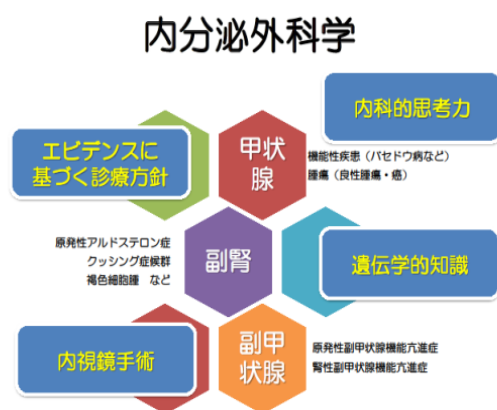 内分泌外科学
内科的思考力
エビデンスに
基づく診療方針
甲状
腺
機能性疾患（バセドウ病など）
腫瘍（良性腫瘍・癌）
原発性アルドステロン症
クッシング症候群
褐色細胞腫　など
副腎
遺伝学的知識
内視鏡手術
副甲
状腺
原発性副甲状腺機能亢進症
腎性副甲状腺機能亢進症